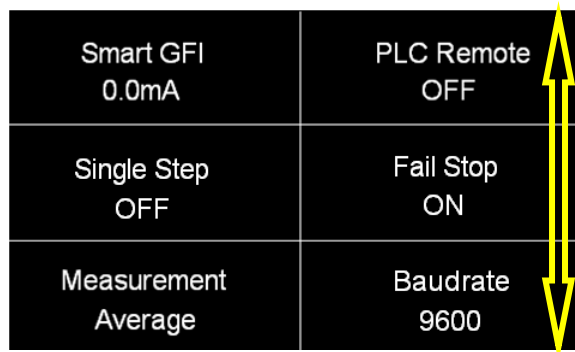 Smart GFI
0.0mA
PLC Remote
OFF
Single Step
OFF
Fail Stop
ON
Measurement
Average
Baudrate
9600